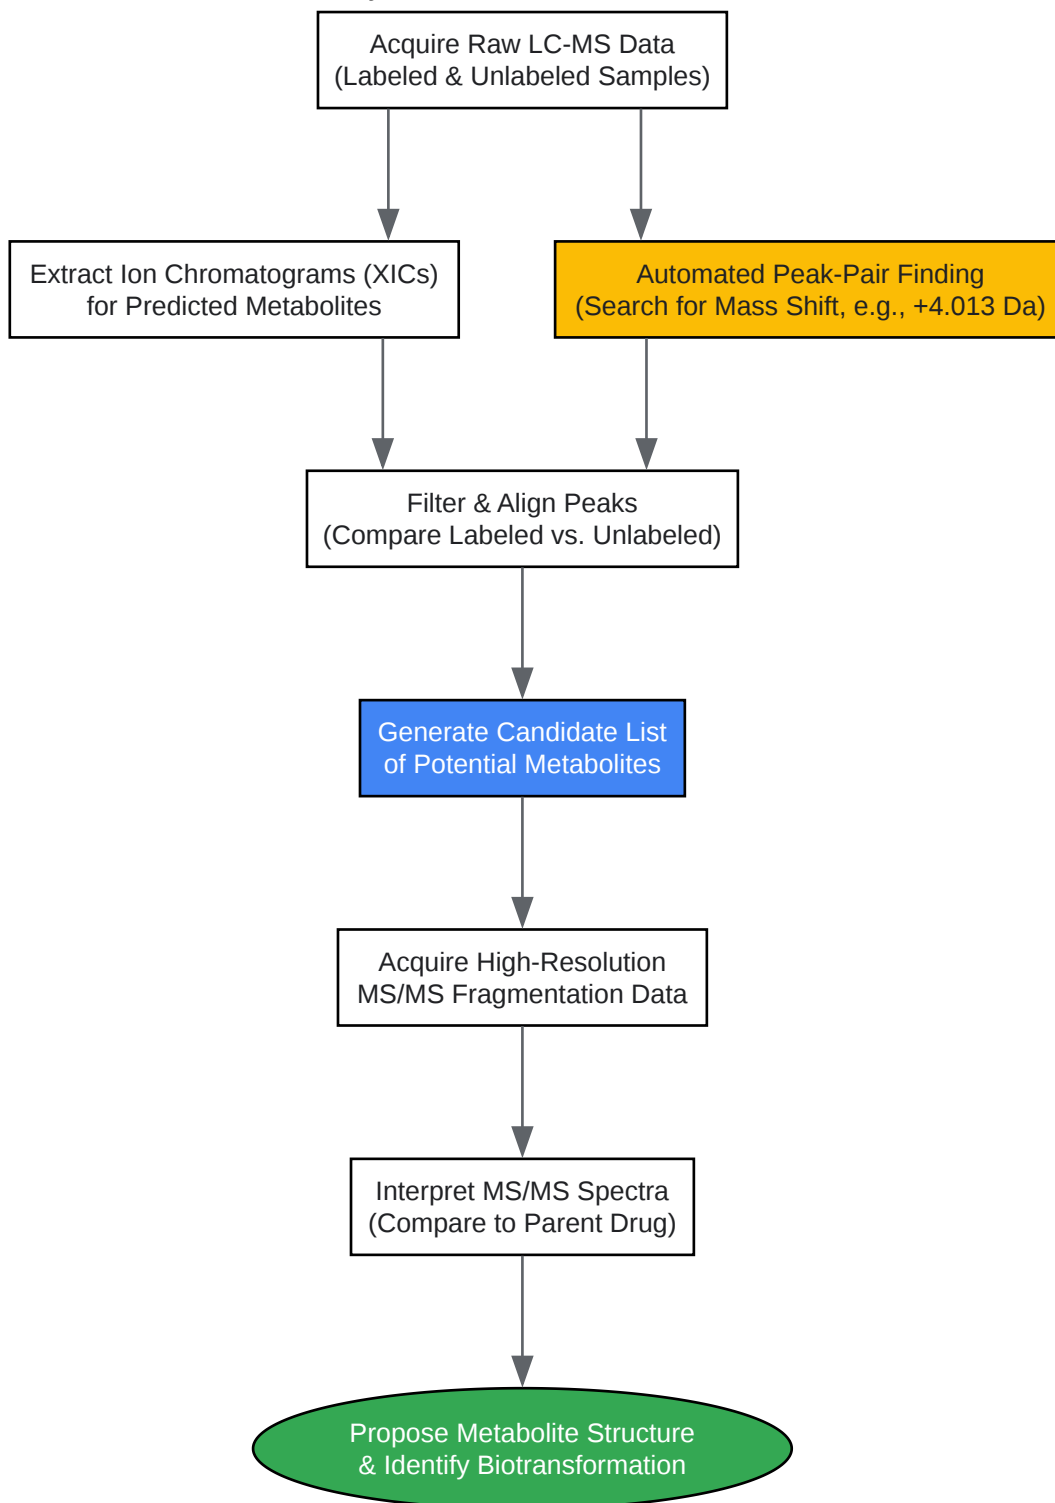 Acquire Raw LC-MS Data
(Labeled & Unlabeled Samples)
Extract Ion Chromatograms (XICs)
for Predicted Metabolites
Automated Peak-Pair Finding
(Search for Mass Shift, e.g., +4.013 Da)
Filter & Align Peaks
(Compare Labeled vs. Unlabeled)
Generate Candidate List
of Potential Metabolites
Acquire High-Resolution
MS/MS Fragmentation Data
Interpret MS/MS Spectra
(Compare to Parent Drug)
Propose Metabolite Structure
& Identify Biotransformation